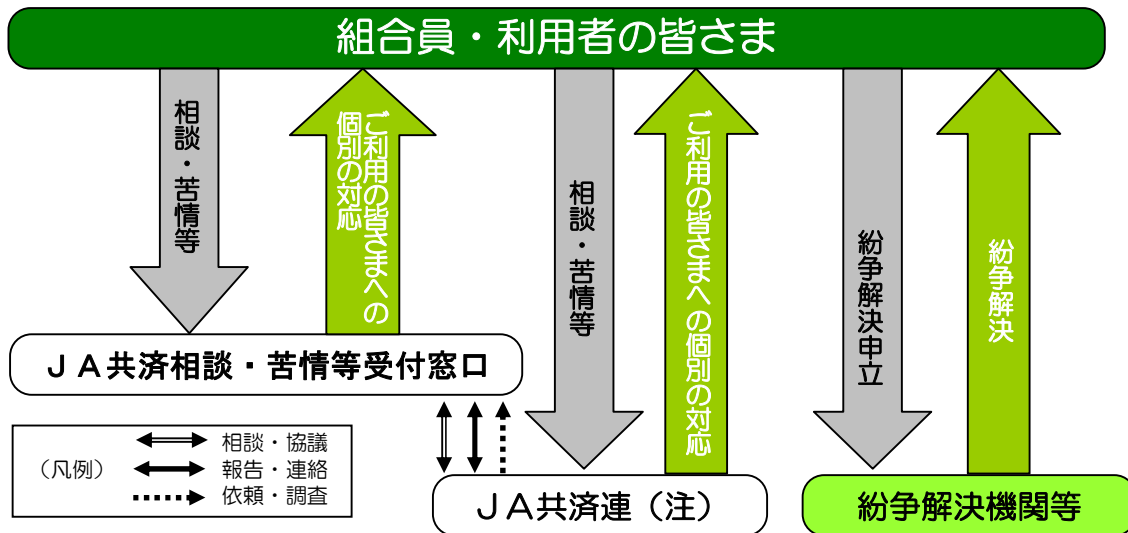 組合員・利用者の皆さま
相談・苦情等
ご利用の皆さまへの
個別の対応
相談・苦情等
ご利用の皆さまへの個別の対応
紛争解決申立
紛争解決
JA共済相談・苦情等受付窓口
(凡例)
相談・協議
報告・連絡
依頼・調査
JA共済連(注)
紛争解決機関等